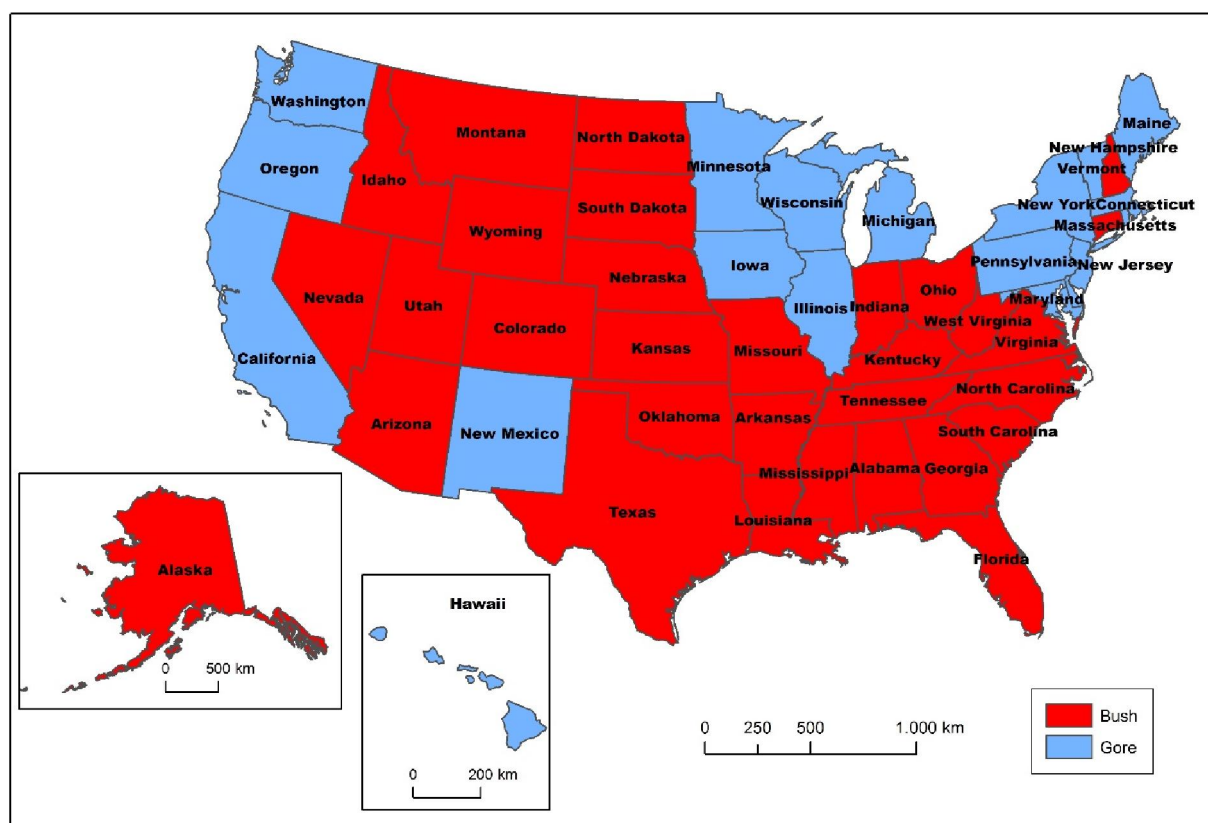 Washington
Montana
North Dakota
Minnesota
Maine
New Hampshire
Vermont
Oregon
Idaho
Wisconsin
Michigan
New York
Connecticut
South Dakota
Wyoming
Massachusetts
Iowa
Pennsylvania
New Jersey
Nebraska
Ohio
Maryland
Nevada
Utah
Illinois
Indiana
Colorado
West Virginia
Virginia
California
Kansas
Missouri
Kentucky
North Carolina
Tennessee
Arizona
New Mexico
Oklahoma
Arkansas
South Carolina
Mississippi
Alabama
Georgia
Texas
Louisiana
Florida
Alaska
0 500 km
Hawaii
0 200 km
0 250 500 1.000 km
Bush
Gore